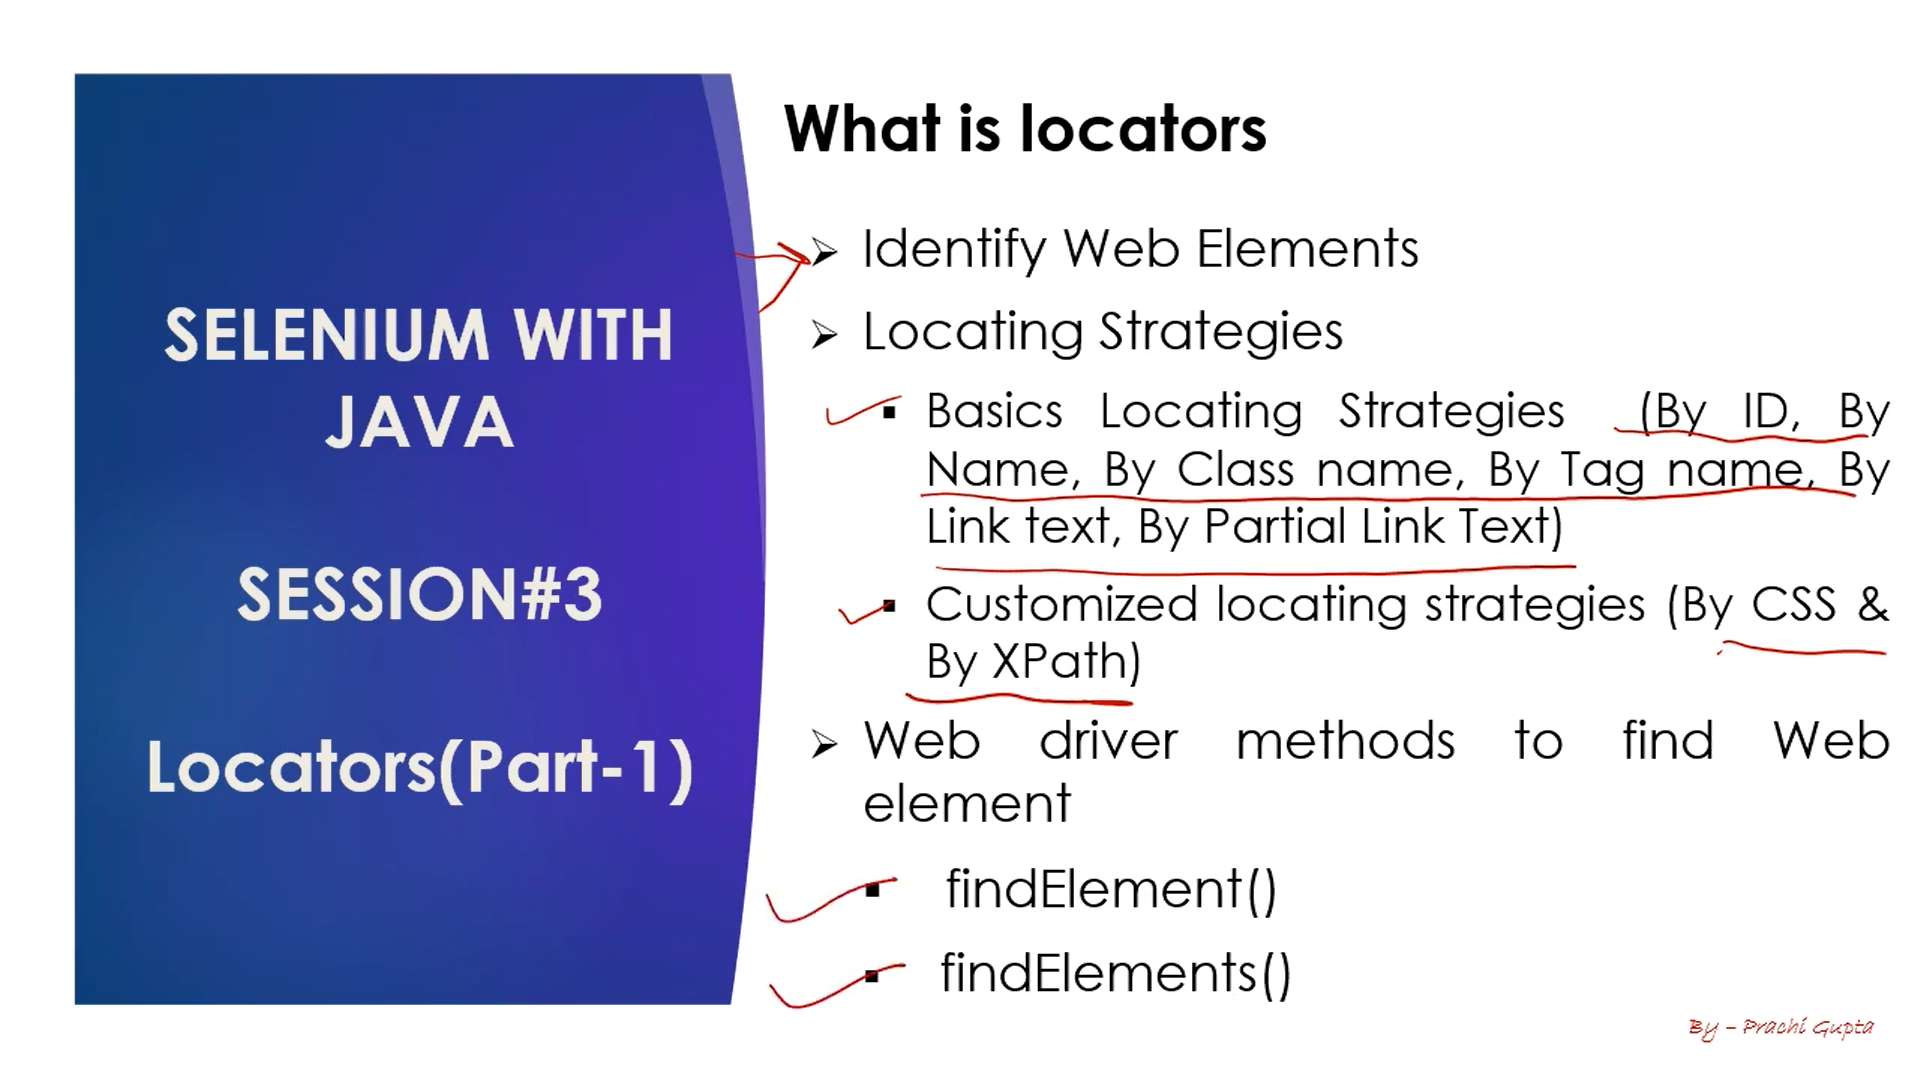 SELENIUM WITH
JAVA
SESSION#3
Locators(Part-1)
What is locators
Identify Web Elements
Locating Strategies
Basics Locating Strategies (By ID, By
Name, By Class name, By Tag name, By
Link text, By Partial Link Text)
Customized locating strategies (By CSS &
By XPath)
Web driver methods to find Web
element
findElement()
findElements()
By – Prachi Gupta